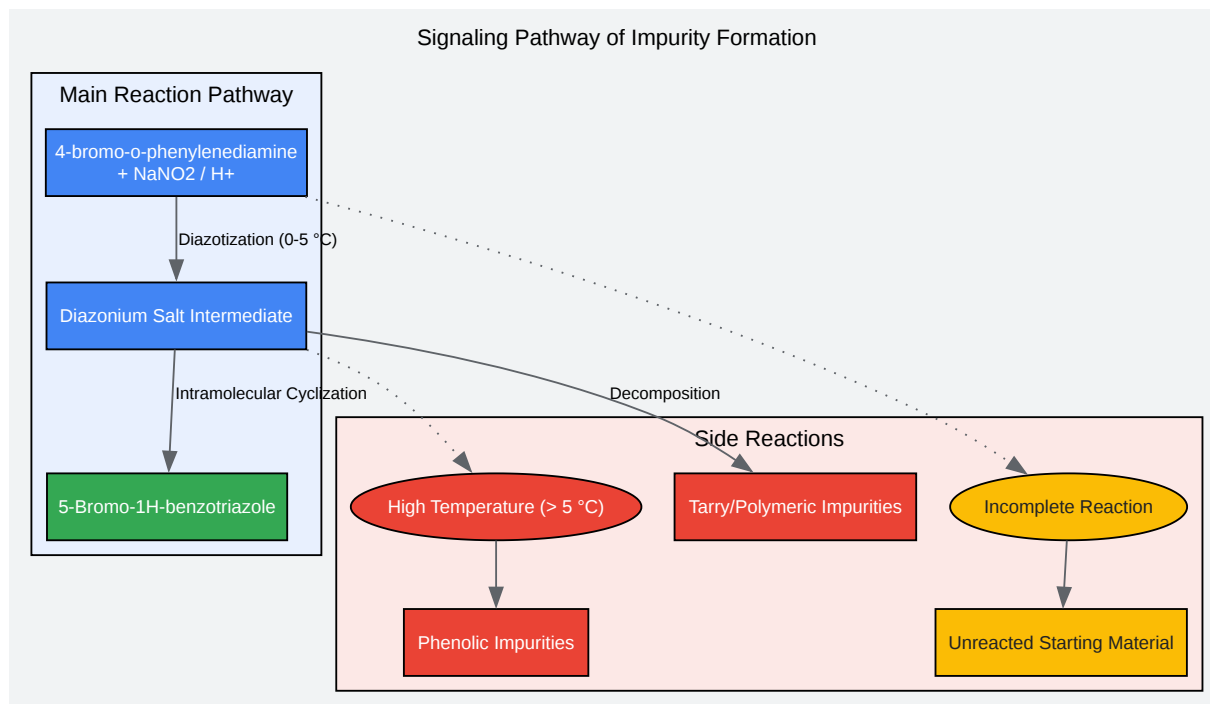 Signaling Pathway of Impurity Formation
Main Reaction Pathway
4-bromo-o-phenylenediamine
+ NaNO2 / H+
Diazotization (0-5 °C)
Diazonium Salt Intermediate
Intramolecular Cyclization
Decomposition
Side Reactions
5-Bromo-1H-benzotriazole
High Temperature (> 5 °C)
Tarry/Polymeric Impurities
Incomplete Reaction
Phenolic Impurities
Unreacted Starting Material